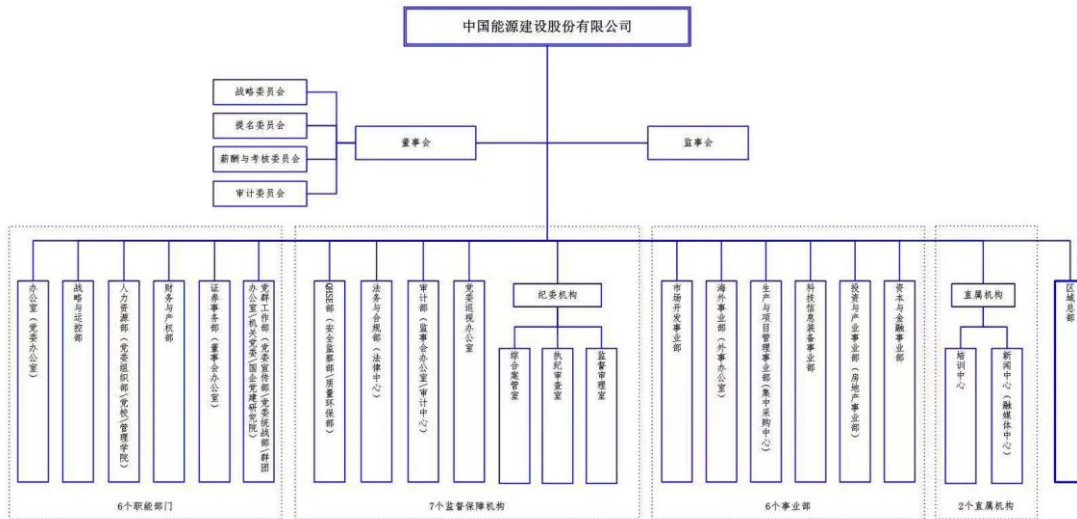 中国能源建设股份有限公司
战略委员会
提名委员会
薪酬与考核委员会
审计委员会
董事会
监事会
办公室（党委办公室）
战略与运控部
人力资源部（党委组织部\党校\管理学院）
财务与产权部
证券事务部（董事会办公室）
党群工作部（党委宣传部\党委统战部\群团
办公室\机关党委\国企党建研究院）
6个职能部门
QHSE部（安全监察部\质量环保部）
法务与合规部（法律中心）
审计部（监事会办公室\审计中心）
党委巡视办公室
纪委机构
综合案管室
执纪审查室
监督审理室
7个监督保障机构
市场开发事业部
海外事业部（外事办公室）
生产与项目管理事业部(集中采购中心)
科技信息装备事业部
投资与产业事业部（房地产事业部）
资本与金融事业部
6个事业部
直属机构
培训中心
新闻中心（融媒体中心）
2个直属机构
区域总部